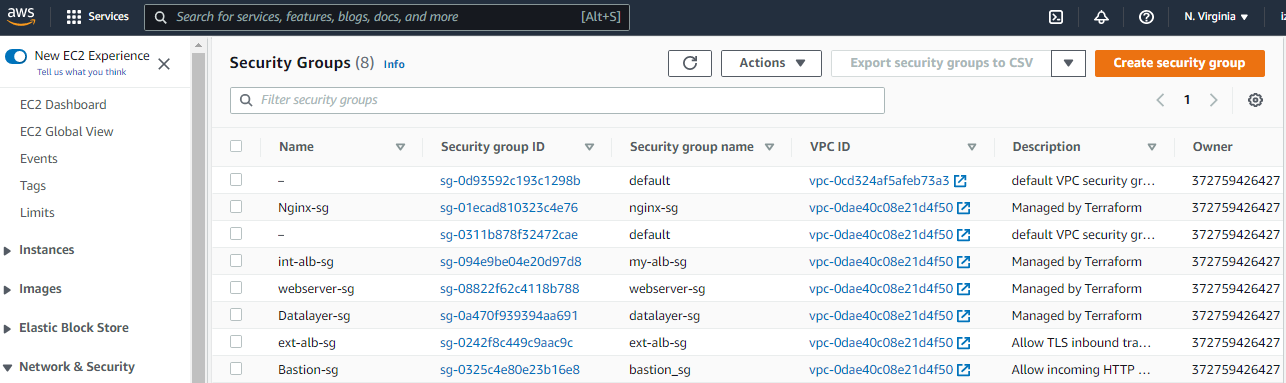 aws Services Search for services, features, blogs, docs, and more [Alt+S] N. Virginia
New EC2 Experience
Tell us what you think
EC2 Dashboard
EC2 Global View
Events
Tags
Limits
Instances
Images
Elastic Block Store
Network & Security
Security Groups (8) Info Actions Export security groups to CSV Create security group
Filter security groups 1
Name Security group ID Security group name VPC ID Description Owner
– sg-0d93592c193c1298b default vpc-0cd324af5afeb73a3 default VPC security gr... 372759426427
Nginx-sg sg-01ecad810323c4e76 nginx-sg vpc-0dae40c08e21d4f50 Managed by Terraform 372759426427
– sg-0311b878f32472cae default vpc-0dae40c08e21d4f50 default VPC security gr... 372759426427
int-alb-sg sg-094e9be04e20d97d8 my-alb-sg vpc-0dae40c08e21d4f50 Managed by Terraform 372759426427
webserver-sg sg-08822f62c4118b788 webserver-sg vpc-0dae40c08e21d4f50 Managed by Terraform 372759426427
Datalayer-sg sg-0a470f939394aa691 datalayer-sg vpc-0dae40c08e21d4f50 Managed by Terraform 372759426427
ext-alb-sg sg-0242f8c449c9aac9c ext-alb-sg vpc-0dae40c08e21d4f50 Allow TLS inbound tra... 372759426427
Bastion-sg sg-0325c4e80e23b16e8 bastion_sg vpc-0dae40c08e21d4f50 Allow incoming HTTP ... 372759426427